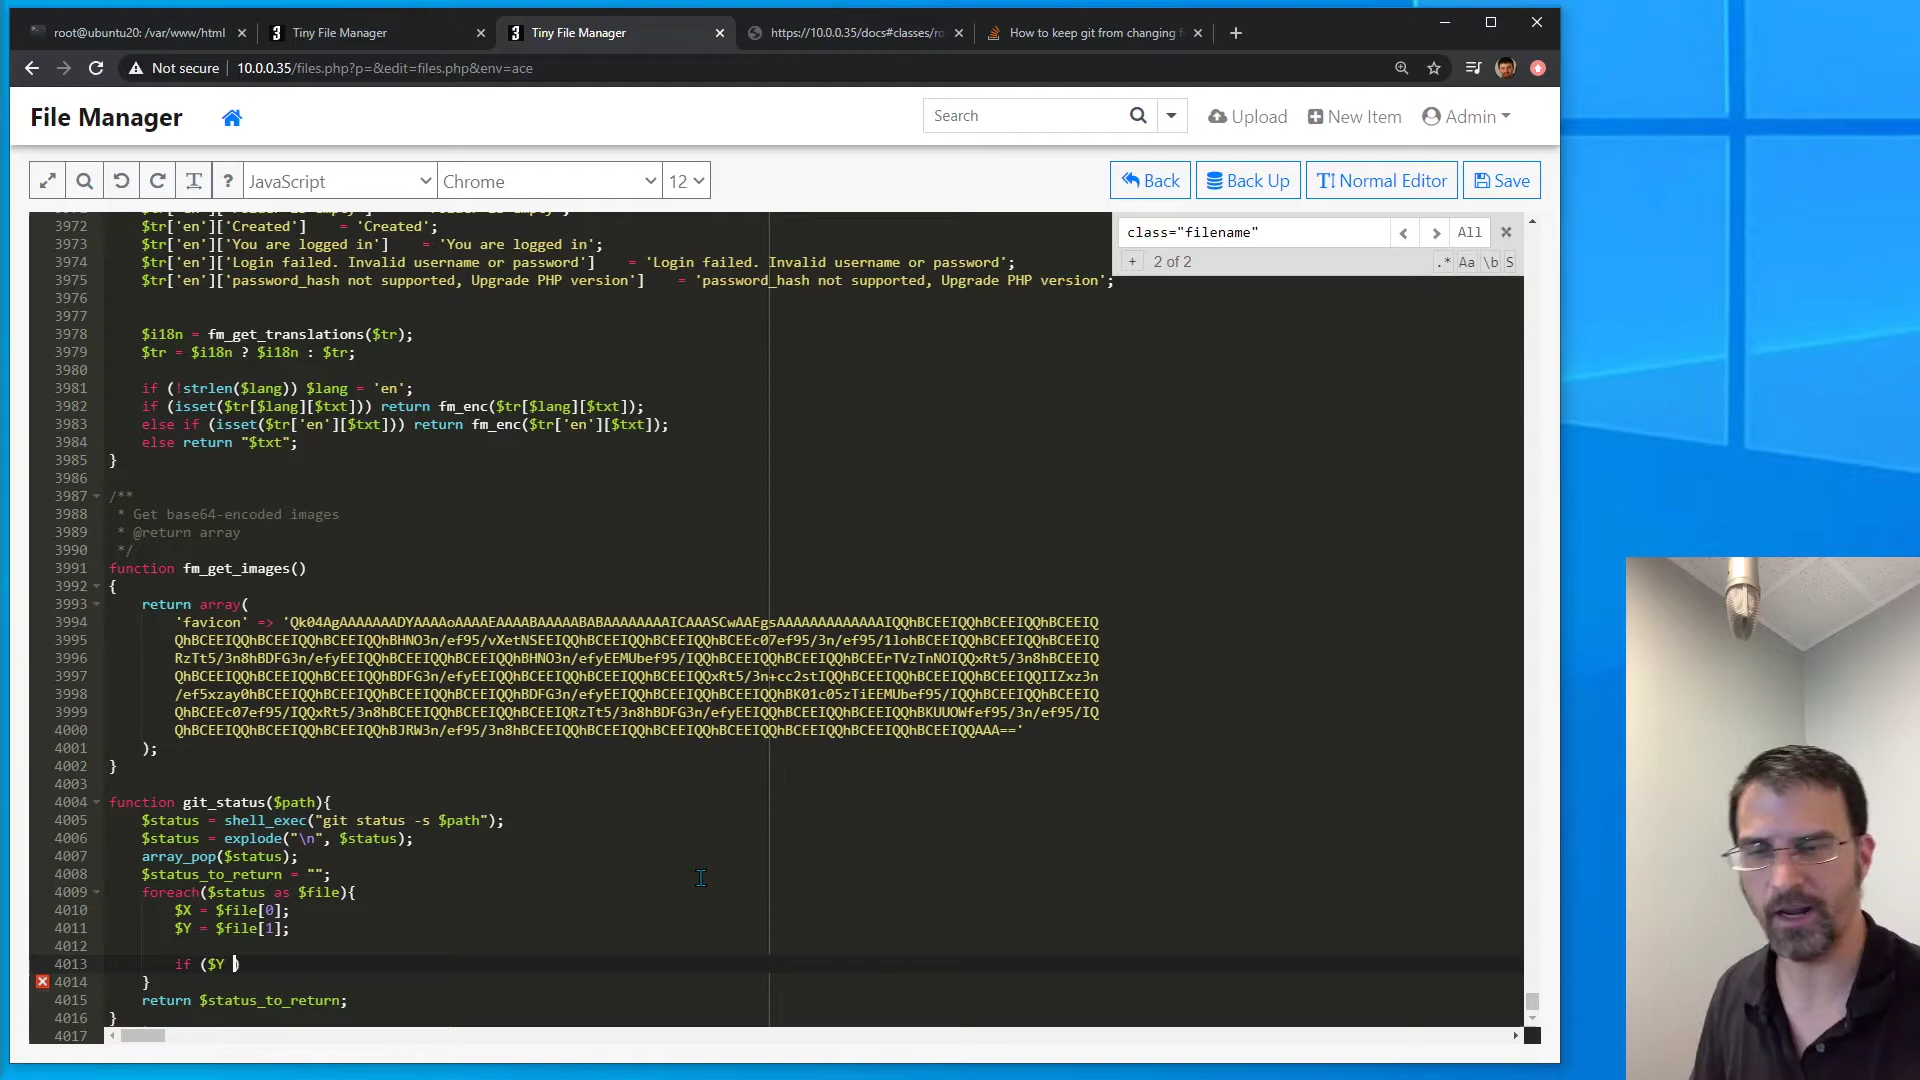 root@ubuntu20: /var/www/html
Tiny File Manager
Tiny File Manager
https://10.0.0.35/docs#classes/ro
How to keep git from changing f
Not secure
10.0.0.35/files.php?p=&edit=files.php&env=ace
File Manager
Search
Upload
New Item
Admin
?
JavaScript
Chrome
12
Back
Back Up
Normal Editor
Save
class="filename"
All
+
2 of 2
.*
Aa
\b
S
3972 $tr['en']['Created'] = 'Created';
3973 $tr['en']['You are logged in'] = 'You are logged in';
3974 $tr['en']['Login failed. Invalid username or password'] = 'Login failed. Invalid username or password';
3975 $tr['en']['password_hash not supported, Upgrade PHP version'] = 'password_hash not supported, Upgrade PHP version';
3976
3977
3978 $i18n = fm_get_translations($tr);
3979 $tr = $i18n ? $i18n : $tr;
3980
3981 if (!strlen($lang)) $lang = 'en';
3982 if (isset($tr[$lang][$txt])) return fm_enc($tr[$lang][$txt]);
3983 else if (isset($tr['en'][$txt])) return fm_enc($tr['en'][$txt]);
3984 else return "$txt";
3985 }
3986
3987 /**
3988 * Get base64-encoded images
3989 * @return array
3990 */
3991 function fm_get_images()
3992 {
3993 return array(
3994 'favicon' =>
3995
3996
3997
3998
3999
4000
4001 );
4002 }
4003
4004 function git_status($path){
4005 $status = shell_exec("git status -s $path");
4006 $status = explode("\n", $status);
4007 array_pop($status);
4008 $status_to_return = "";
4009 foreach($status as $file){
4010 $X = $file[0];
4011 $Y = $file[1];
4012
4013 if ($Y )
4014 }
4015 return $status_to_return;
4016 }
4017